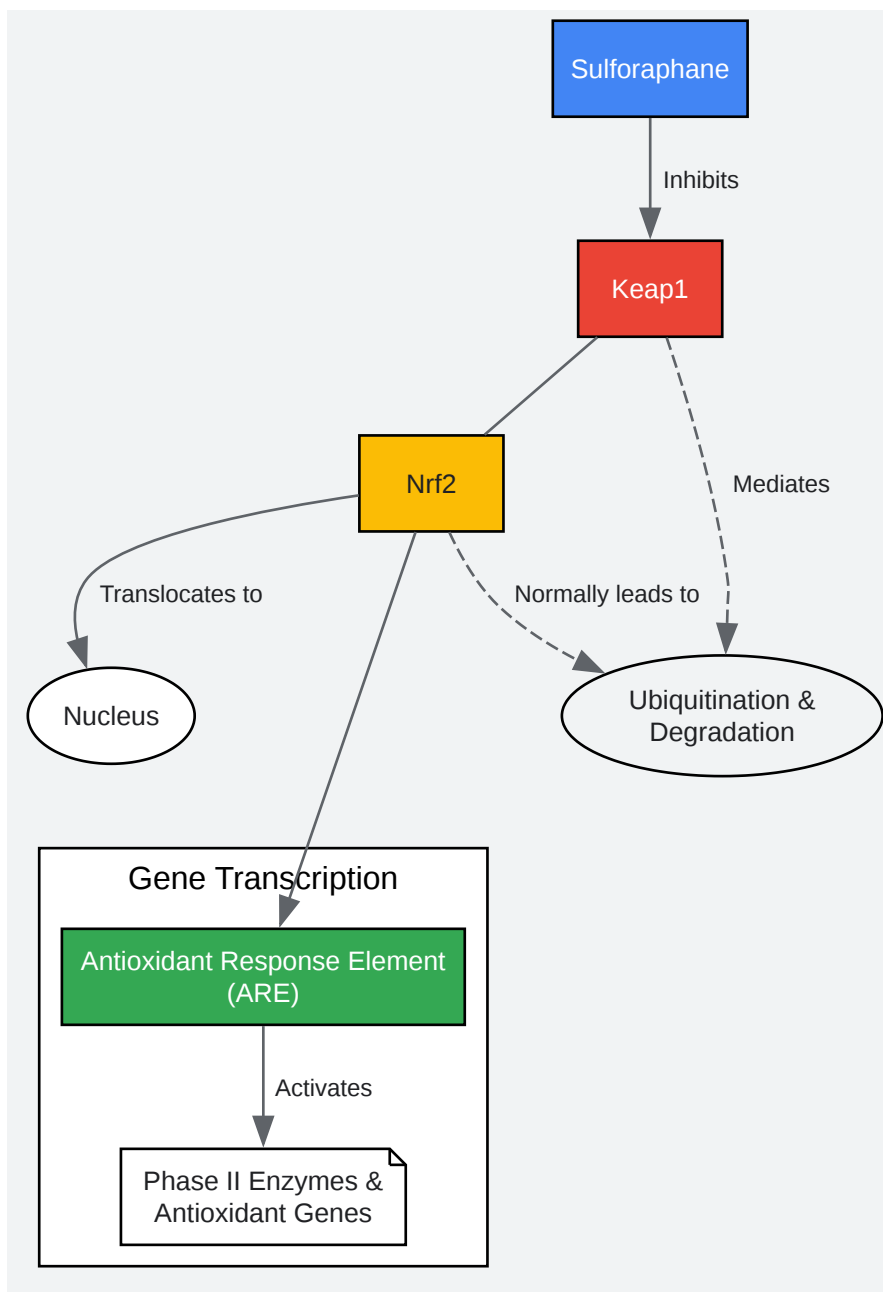 Sulforaphane
Inhibits
Keap1
Nrf2
Mediates
Translocates to
Normally leads to
Nucleus
Ubiquitination &
Degradation
Gene Transcription
Antioxidant Response Element
(ARE)
Activates
Phase II Enzymes &
Antioxidant Genes